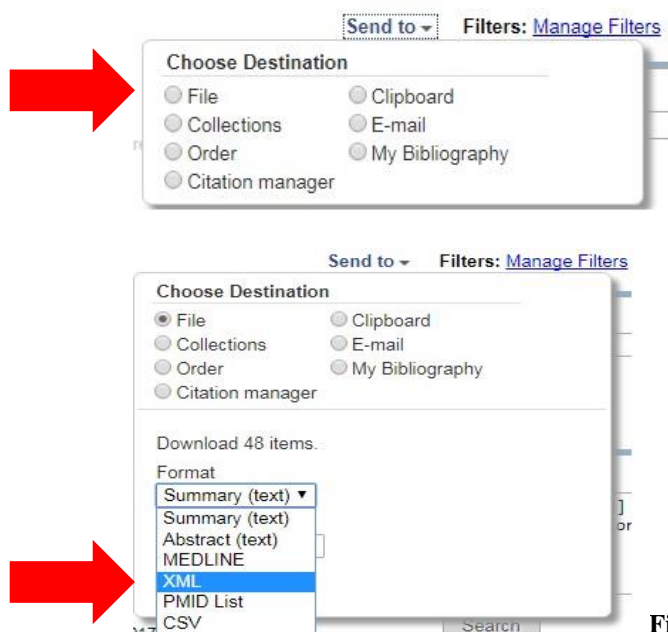 Send to ▾ Filters: Manage Filters
Choose Destination
File Clipboard
Collections E-mail
Order My Bibliography
Citation manager
Send to ▾ Filters: Manage Filters
Choose Destination
File Clipboard
Collections E-mail
Order My Bibliography
Citation manager
Download 48 items.
Format
Summary (text) ▼
Summary (text)
Abstract (text)
MEDLINE
XML
PMID List
CSV
]
or
Search